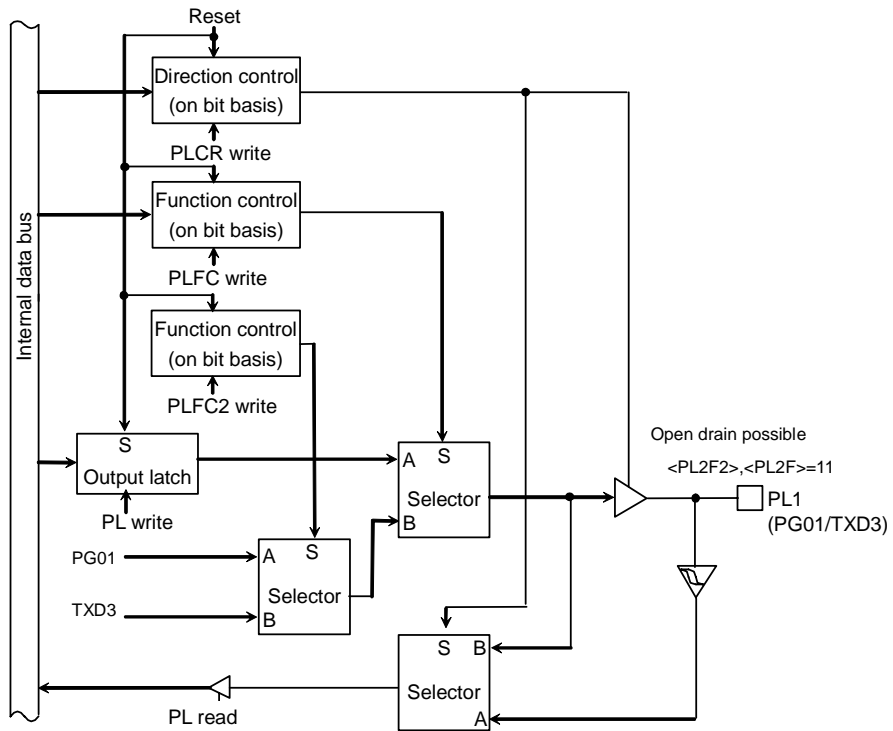 Reset
Direction control
(on bit basis)
PLCR write
Function control
(on bit basis)
PLFC write
Internal data bus
Function control
(on bit basis)
PLFC2 write
S
Output latch
PL write
A
S
Selector
B
Open drain possible
<PL2F2>,<PL2F>=11
PL1
(PG01/TXD3)
PG01
TXD3
A
S
Selector
B
S
B
Selector
A
PL read